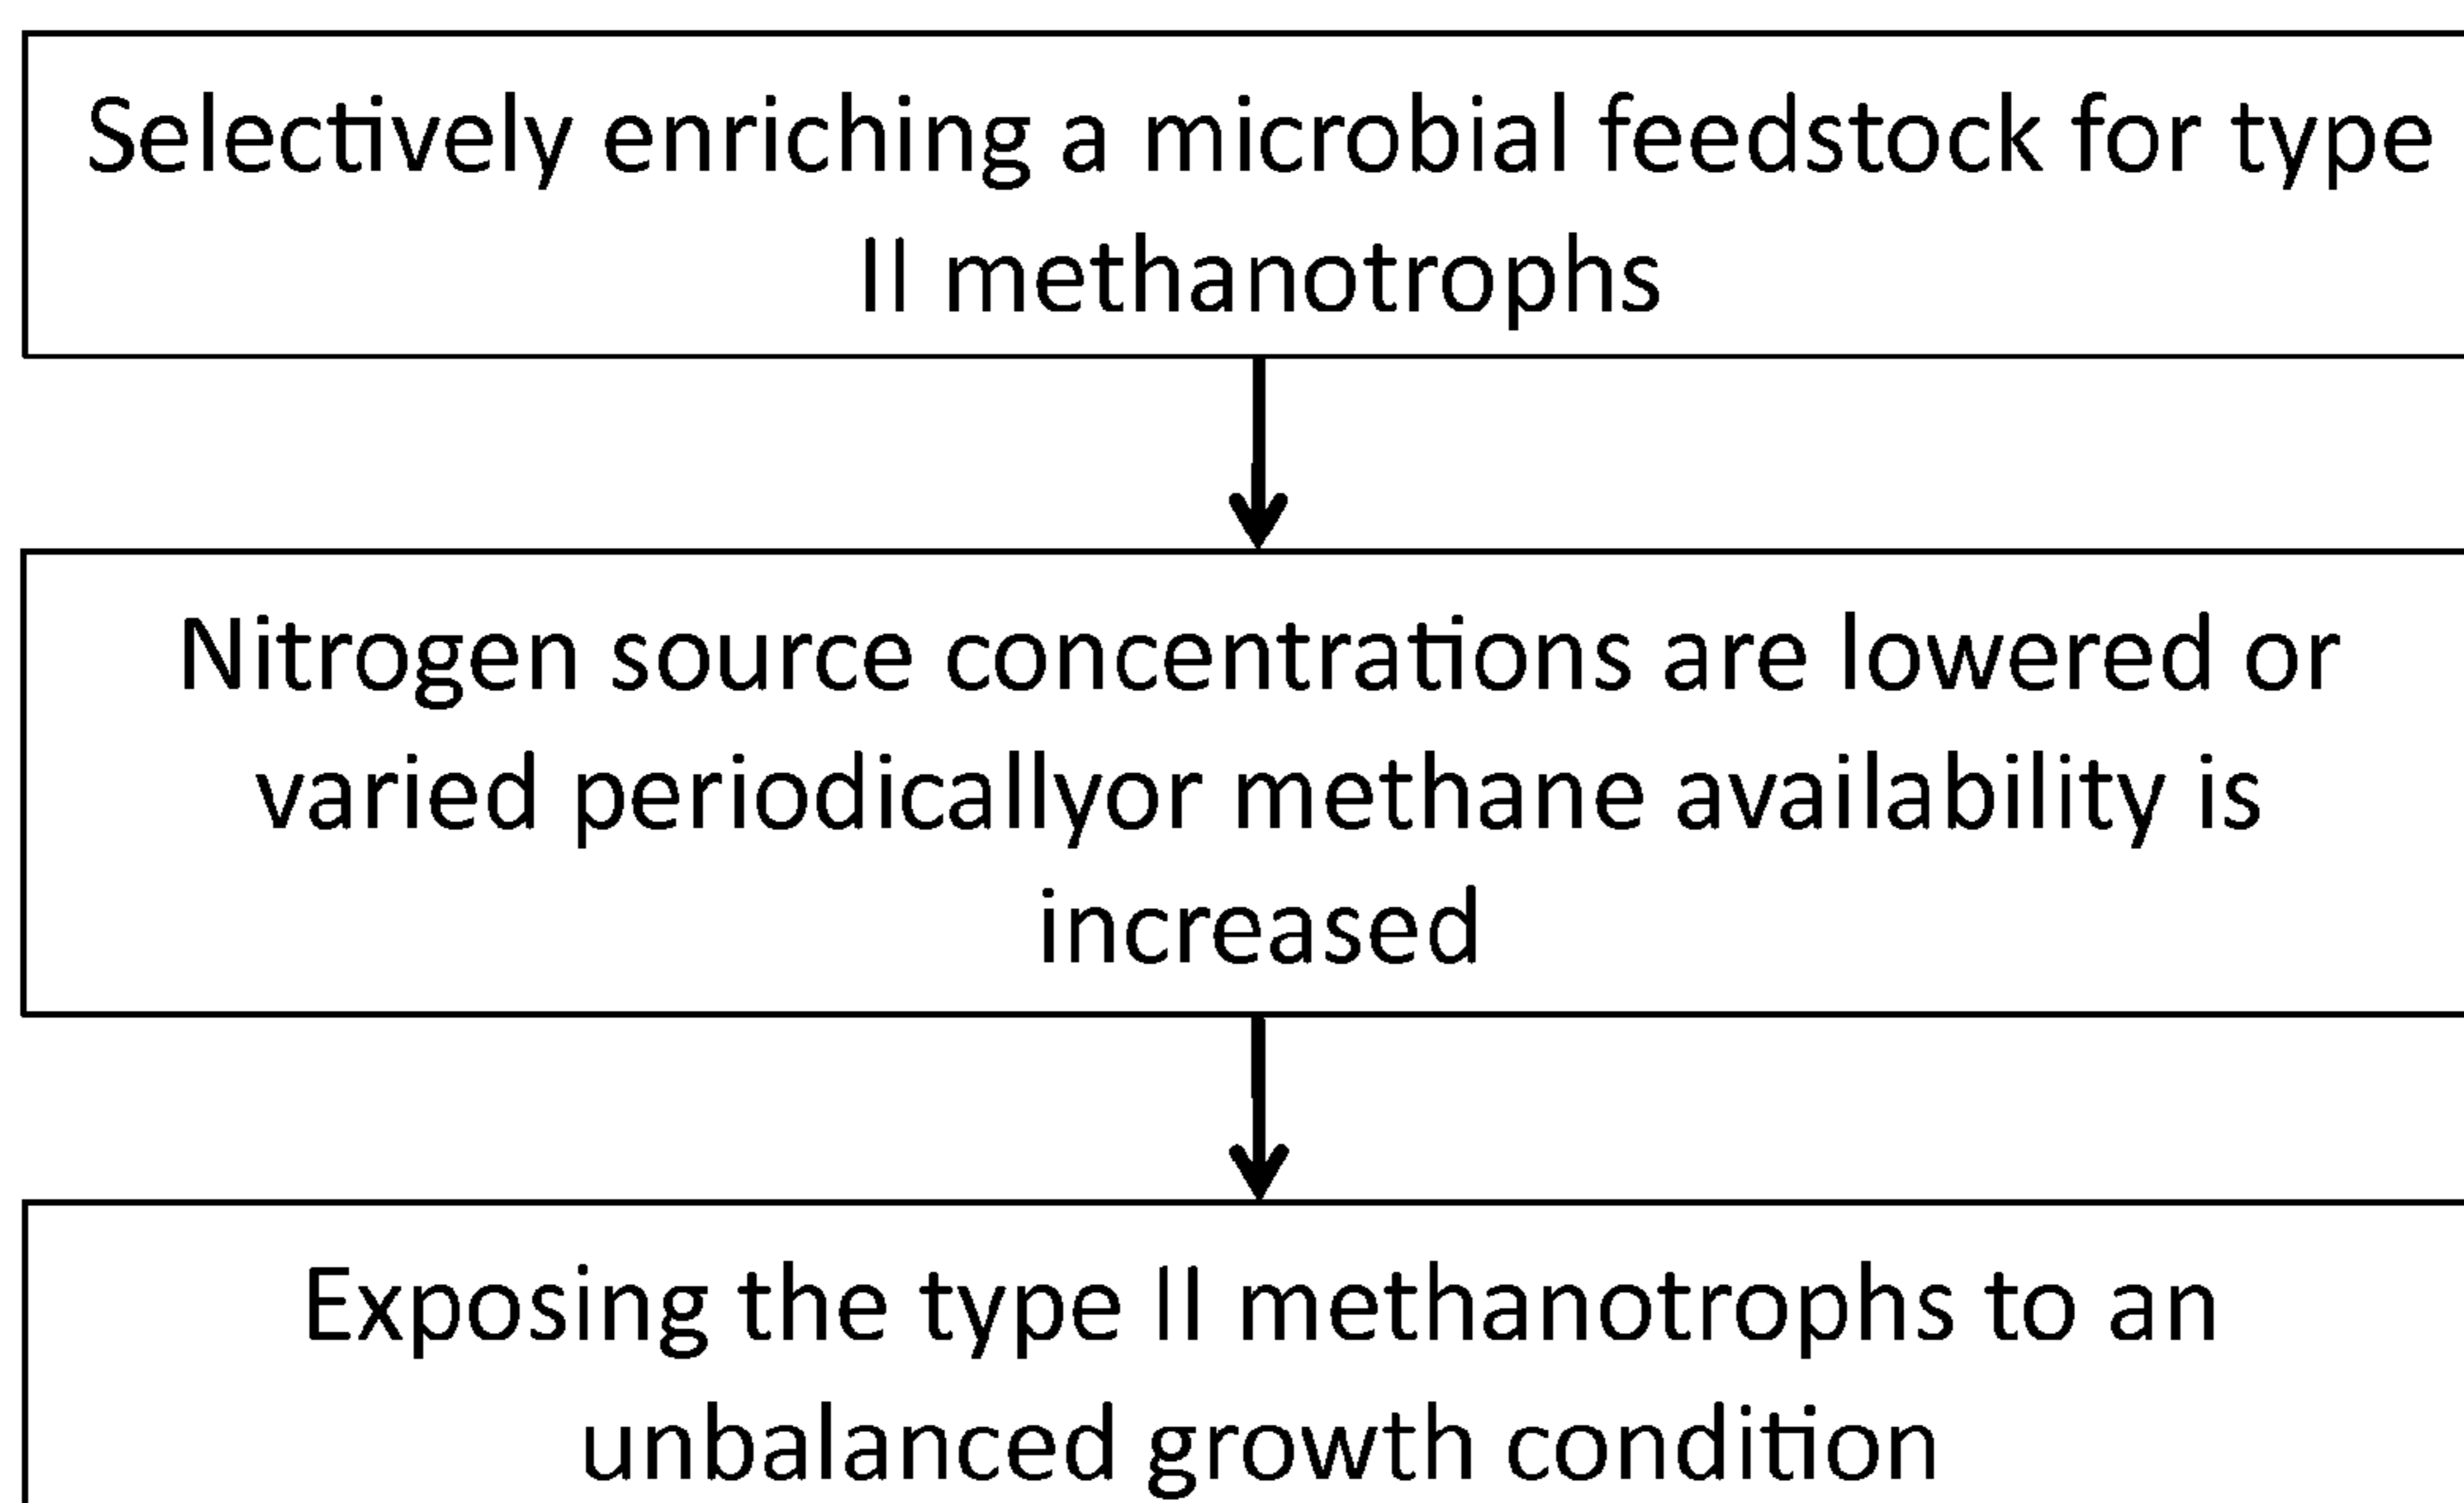 Selectively enriching a microbial feedstock for type
II methanotrophs
Nitrogen source concentrations are lowered or
varied periodicallyor methane availability is
increased
Exposing the type II methanotrophs to an
unbalanced growth condition